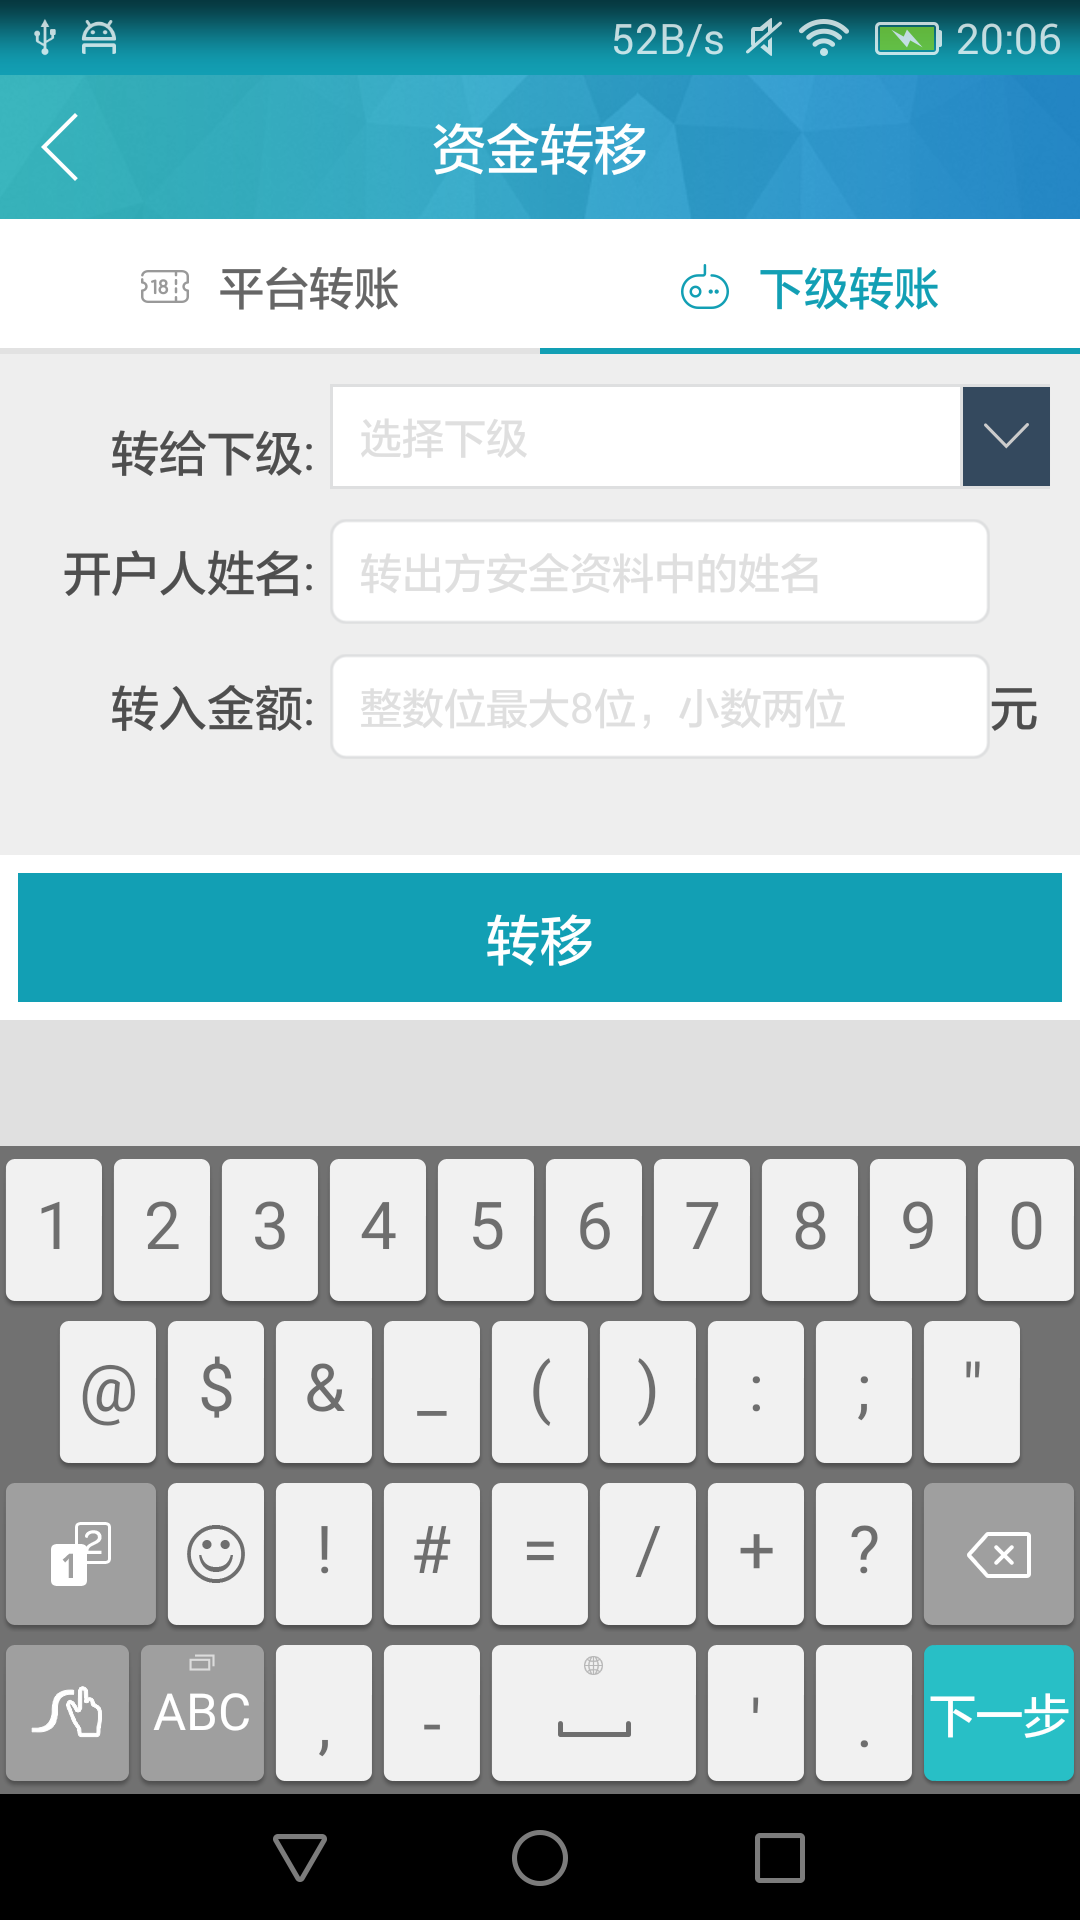 52B/s 20:06
资金转移
18 平台转账 下级转账
转给下级: 选择下级
开户人姓名: 转出方安全资料中的姓名
转入金额: 整数位最大8位，小数两位 元
转移
1 2 3 4 5 6 7 8 9 0
@ $ & _ ( ) : ; "
1 2 ! # = / + ?
ABC , - ' . 下一步